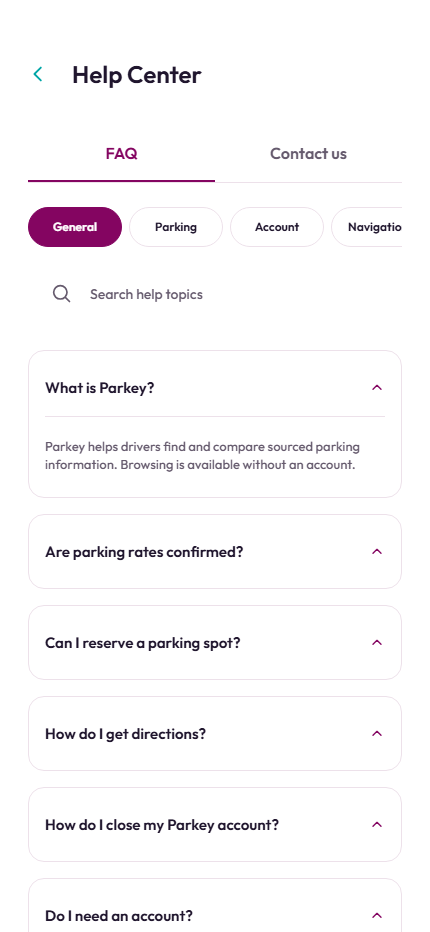 Help Center
FAQ
Contact us
General
Parking
Account
Navigatio
Search help topics
What is Parkey?
Parkey helps drivers find and compare sourced parking
information. Browsing is available without an account.
Are parking rates confirmed?
Can I reserve a parking spot?
How do I get directions?
How do I close my Parkey account?
Do I need an account?